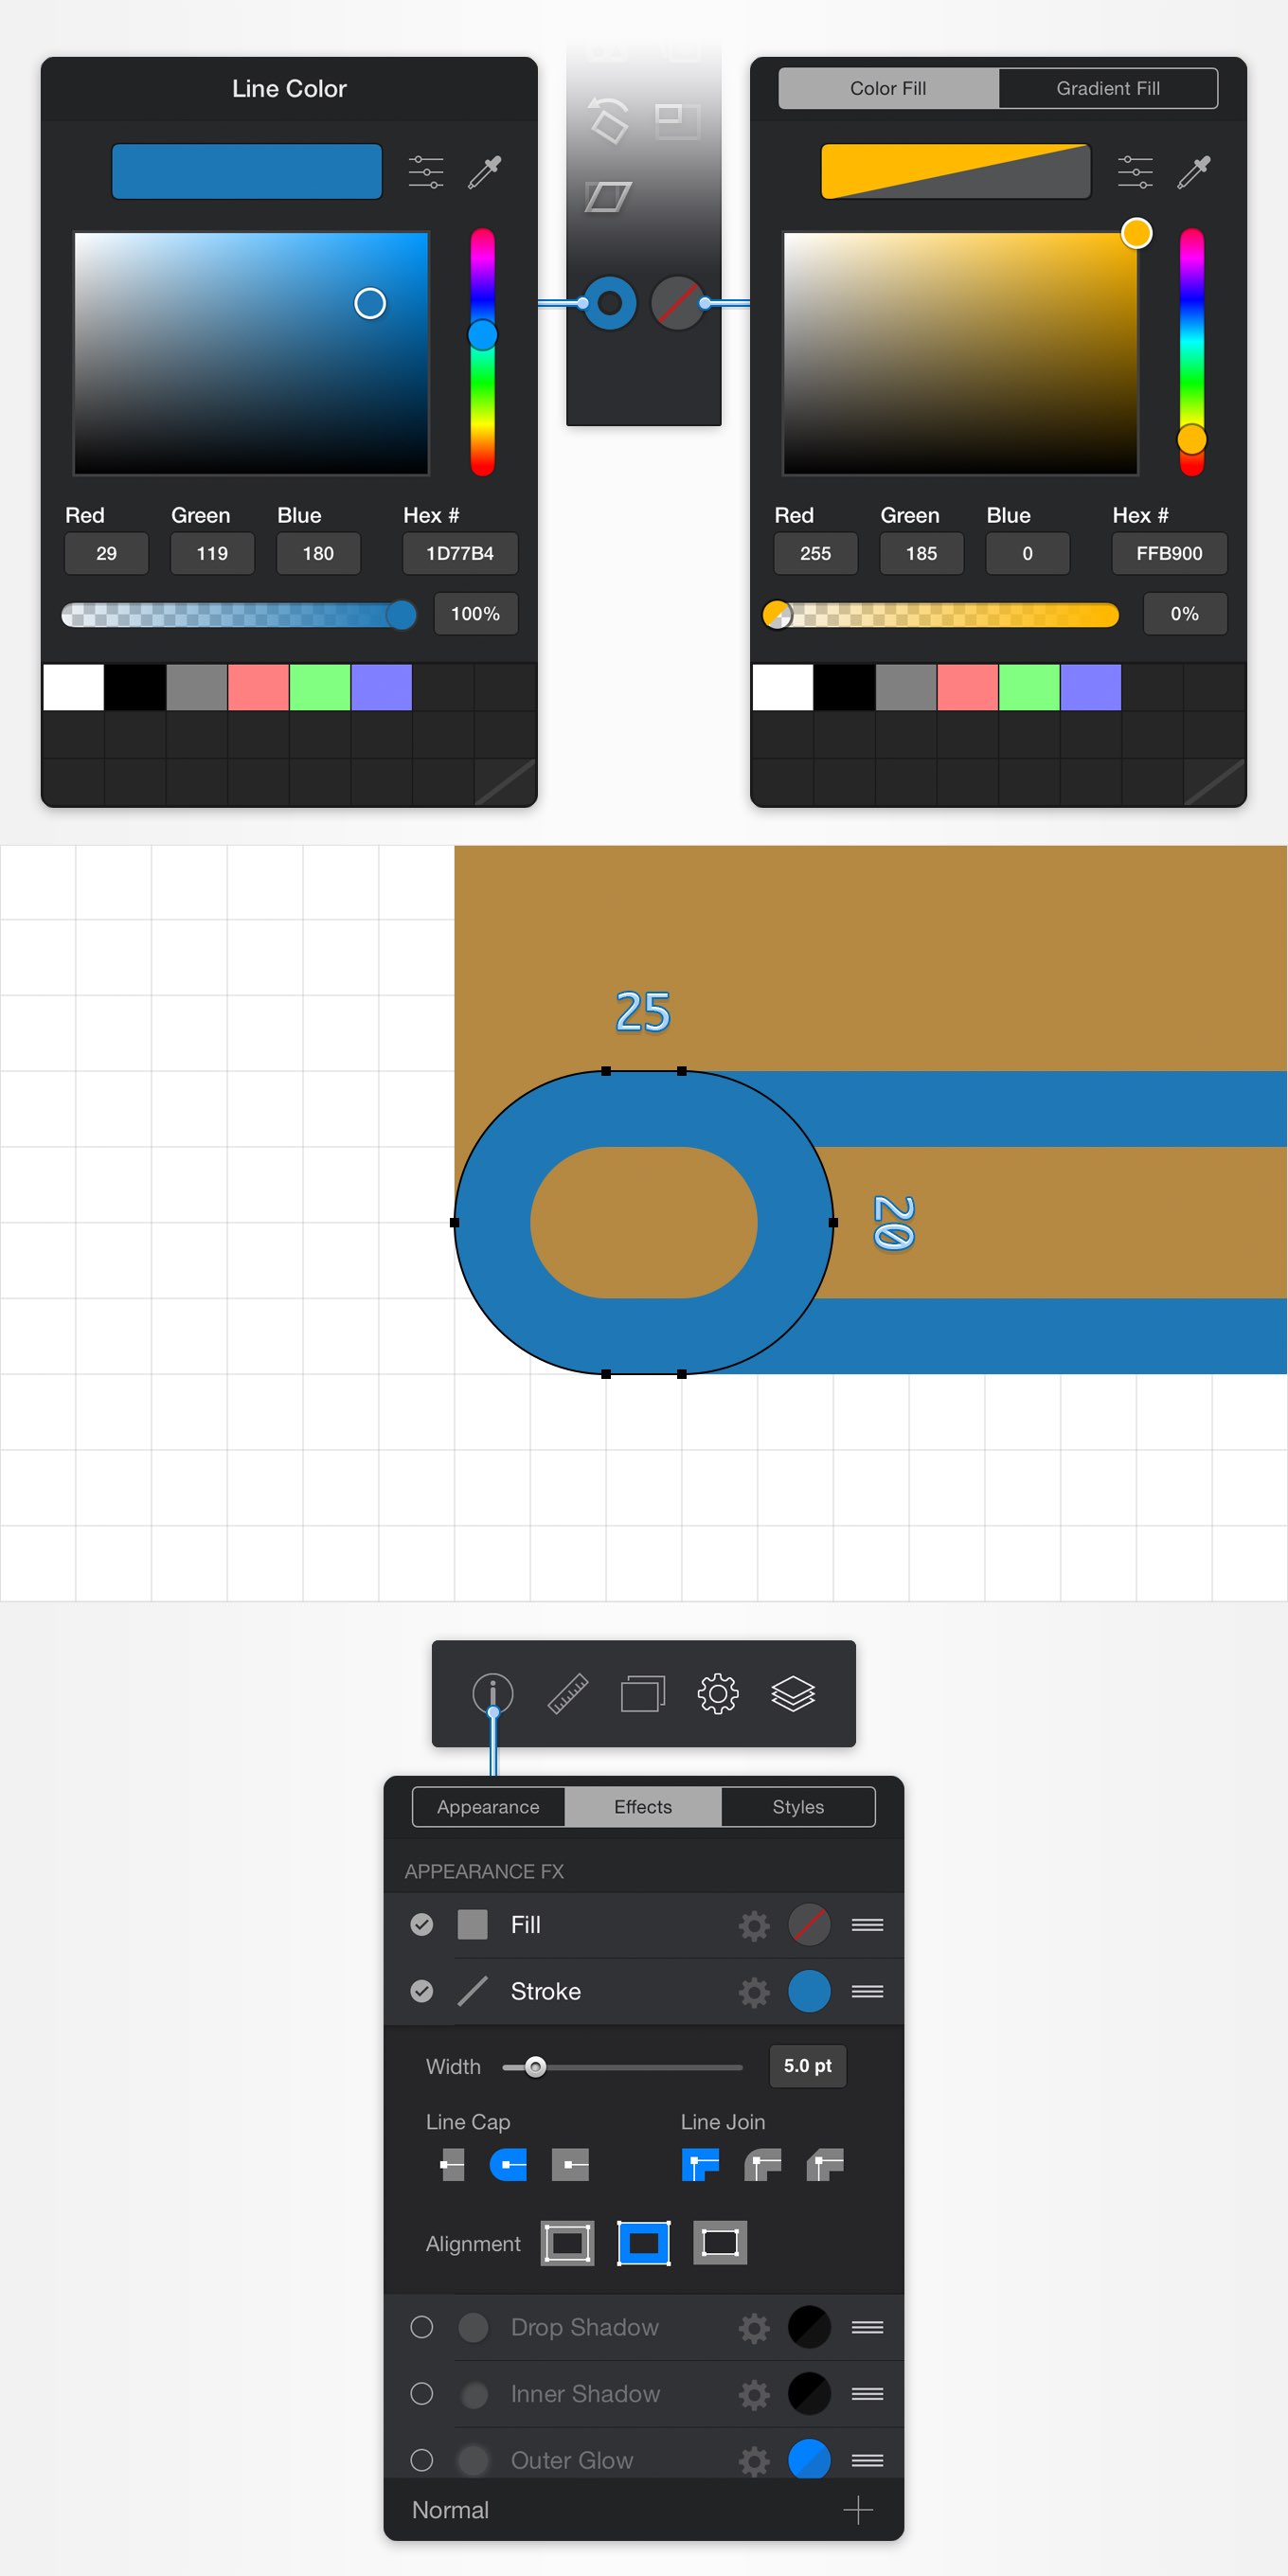 Line Color
Color Fill Gradient Fill
Red Green Blue Hex #
29 119 180 1D77B4
100%
Red Green Blue Hex #
255 185 0 FFB900
0%
25
20
Appearance Effects Styles
APPEARANCE FX
Fill
Stroke
Width 5.0 pt
Line Cap Line Join
Alignment
Drop Shadow
Inner Shadow
Outer Glow
Normal